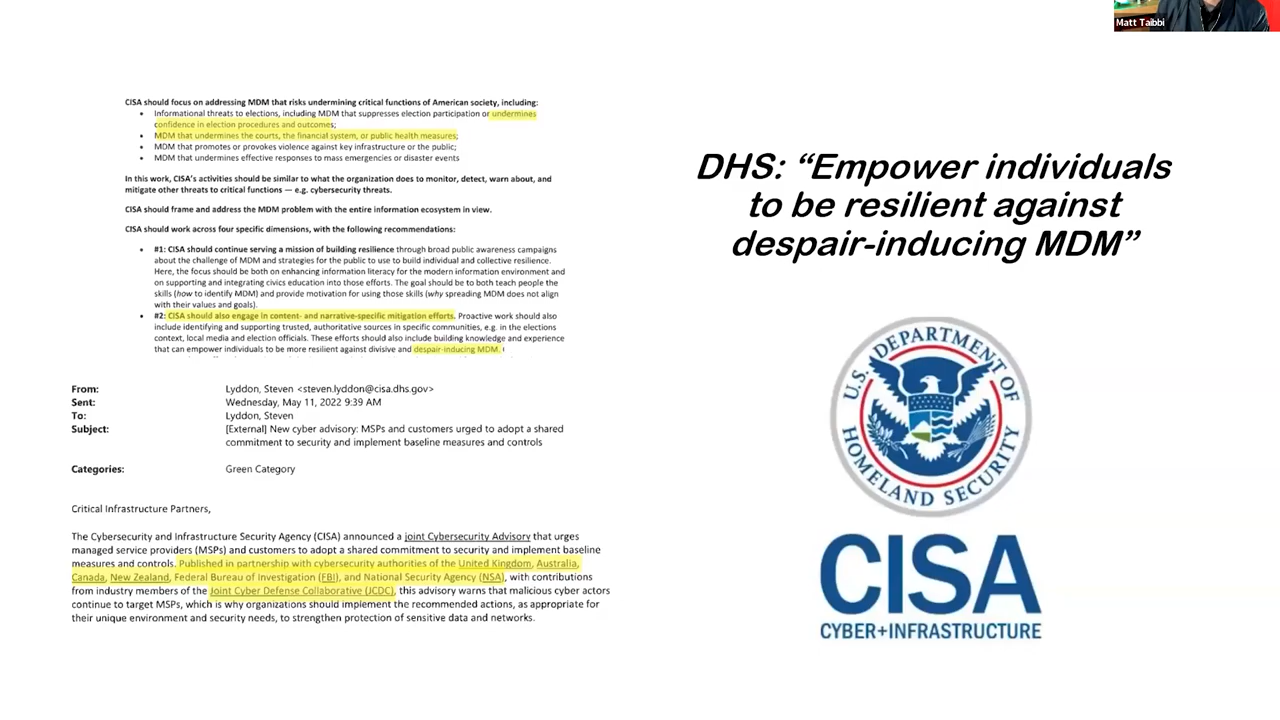 Matt Taibbi
CISA should focus on addressing MDM that risks undermining critical functions of American society, including:
• Informational threats to elections, including MDM that suppresses election participation or undermines
confidence in election procedures and outcomes;
• MDM that undermines the courts, the financial system, or public health measures;
• MDM that promotes or provokes violence against key infrastructure or the public;
• MDM that undermines effective responses to mass emergencies or disaster events
In this work, CISA's activities should be similar to what the organization does to monitor, detect, warn about, and
mitigate other threats to critical functions — e.g. cybersecurity threats.
CISA should frame and address the MDM problem with the entire information ecosystem in view.
CISA should work across four specific dimensions, with the following recommendations:
• #1: CISA should continue serving a mission of building resilience through broad public awareness campaigns
about the challenge of MDM and strategies for the public to use to build individual and collective resilience.
Here, the focus should be both on enhancing information literacy for the modern information environment and
on supporting and integrating civics education into those efforts. The goal should be to both teach people the
skills (how to identify MDM) and provide motivation for using those skills (why spreading MDM does not align
with their values and goals).
• #2: CISA should also engage in content- and narrative-specific mitigation efforts. Proactive work should also
include identifying and supporting trusted, authoritative sources in specific communities, e.g. in the elections
context, local media and election officials. These efforts should also include building knowledge and experience
that can empower individuals to be more resilient against divisive and despair-inducing MDM.
From: Lyddon, Steven <steven.lyddon@cisa.dhs.gov>
Sent: Wednesday, May 11, 2022 9:39 AM
To: Lyddon, Steven
Subject: [External] New cyber advisory: MSPs and customers urged to adopt a shared
commitment to security and implement baseline measures and controls
Categories: Green Category
Critical Infrastructure Partners,
The Cybersecurity and Infrastructure Security Agency (CISA) announced a joint Cybersecurity Advisory that urges
managed service providers (MSPs) and customers to adopt a shared commitment to security and implement baseline
measures and controls. Published in partnership with cybersecurity authorities of the United Kingdom, Australia,
Canada, New Zealand, Federal Bureau of Investigation (FBI), and National Security Agency (NSA), with contributions
from industry members of the Joint Cyber Defense Collaborative (JCDC), this advisory warns that malicious cyber actors
continue to target MSPs, which is why organizations should implement the recommended actions, as appropriate for
their unique environment and security needs, to strengthen protection of sensitive data and networks.
DHS: “Empower individuals
to be resilient against
despair-inducing MDM”
U.S. DEPARTMENT OF
HOMELAND SECURITY
CISA
CYBER+INFRASTRUCTURE